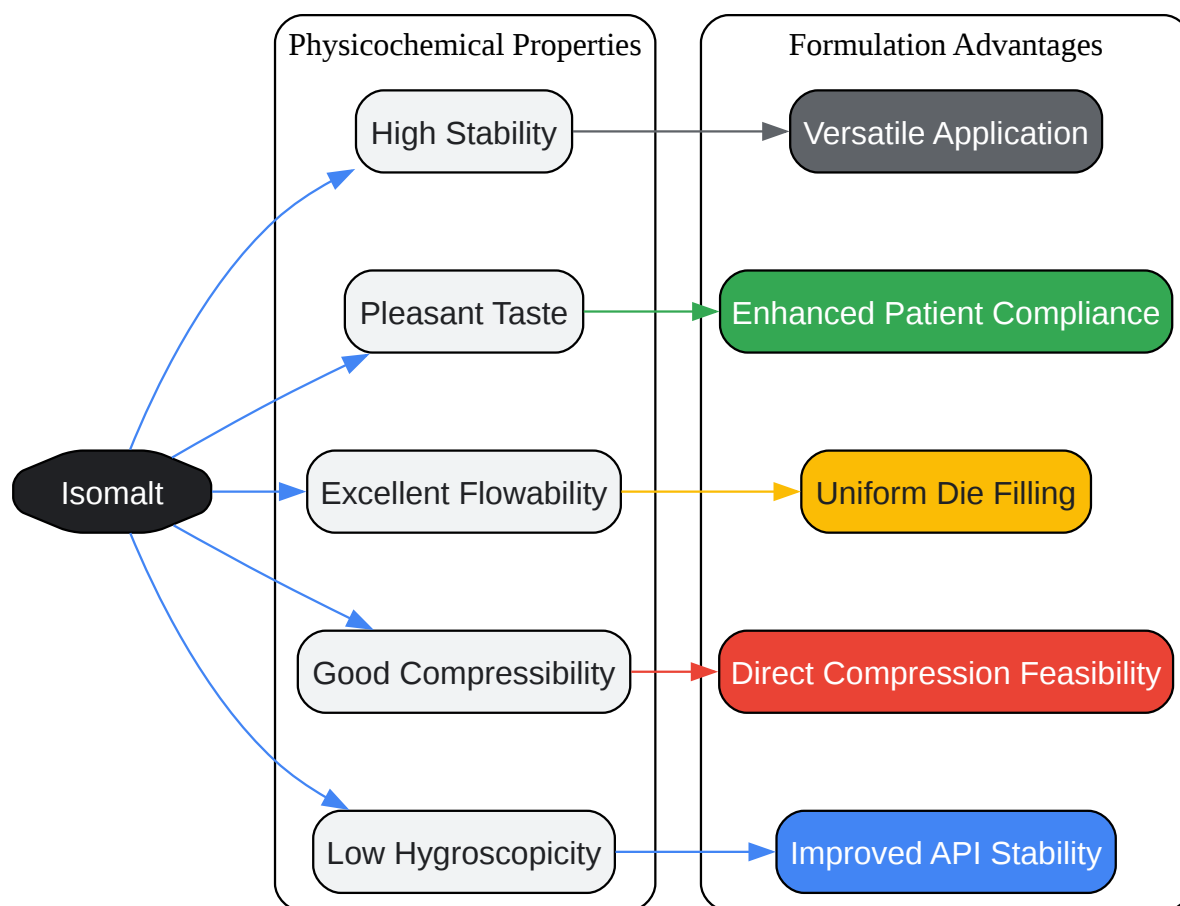 Physicochemical Properties
Formulation Advantages
High Stability
Versatile Application
Pleasant Taste
Enhanced Patient Compliance
Isomalt
Excellent Flowability
Uniform Die Filling
Good Compressibility
Direct Compression Feasibility
Low Hygroscopicity
Improved API Stability